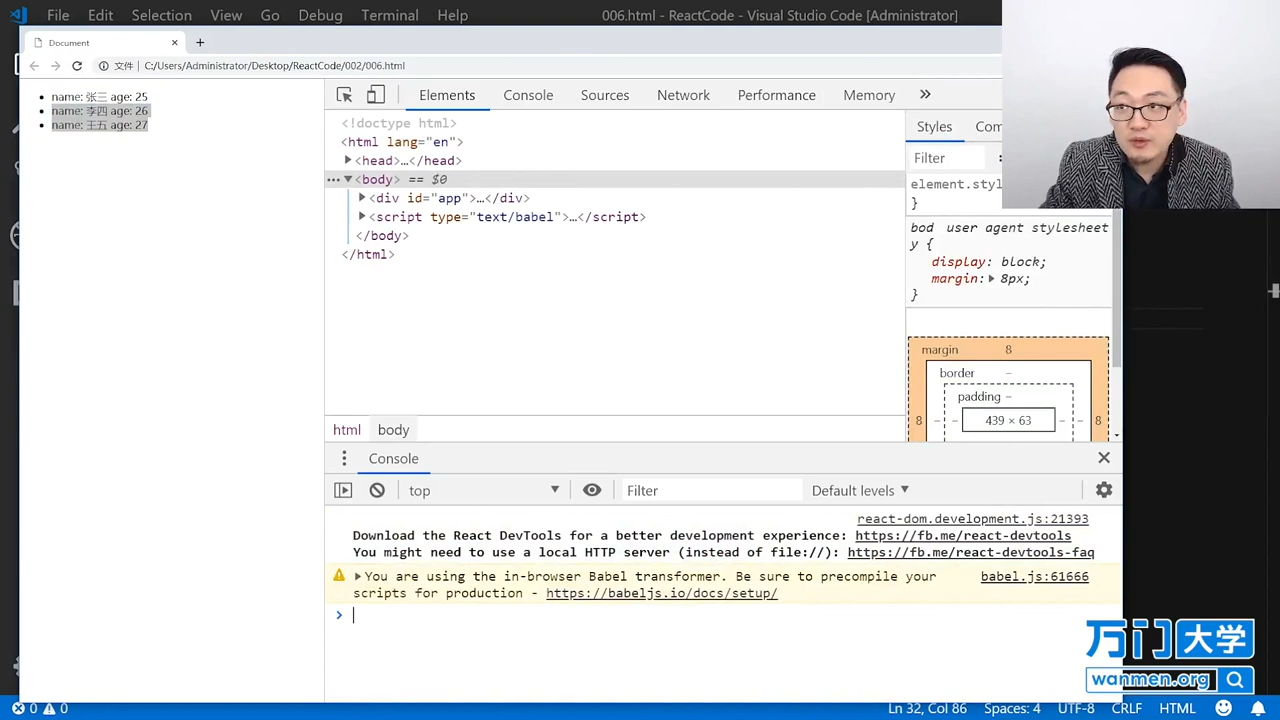 File Edit Selection View Go Debug Terminal Help 006.html - ReactCode - Visual Studio Code [Administrator]
Document
文件 | C:/Users/Administrator/Desktop/ReactCode/002/006.html
name: 张三 age: 25
name: 李四 age: 26
name: 王五 age: 27
Elements Console Sources Network Performance Memory
<!doctype html>
<html lang="en">
<head>…</head>
<body> == $0
<div id="app">…</div>
<script type="text/babel">…</script>
</body>
</html>
html body
Styles Com
Filter :
element.styl
}
bod user agent stylesheet
y {
display: block;
margin: 8px;
}
margin 8
border –
padding –
8 – – 439 × 63 – – 8
Console
top Filter Default levels
react-dom.development.js:21393
Download the React DevTools for a better development experience: https://fb.me/react-devtools
You might need to use a local HTTP server (instead of file://): https://fb.me/react-devtools-faq
You are using the in-browser Babel transformer. Be sure to precompile your babel.js:61666
scripts for production - https://babeljs.io/docs/setup/
万门大学
wanmen.org
0 0 Ln 32, Col 86 Spaces: 4 UTF-8 CRLF HTML